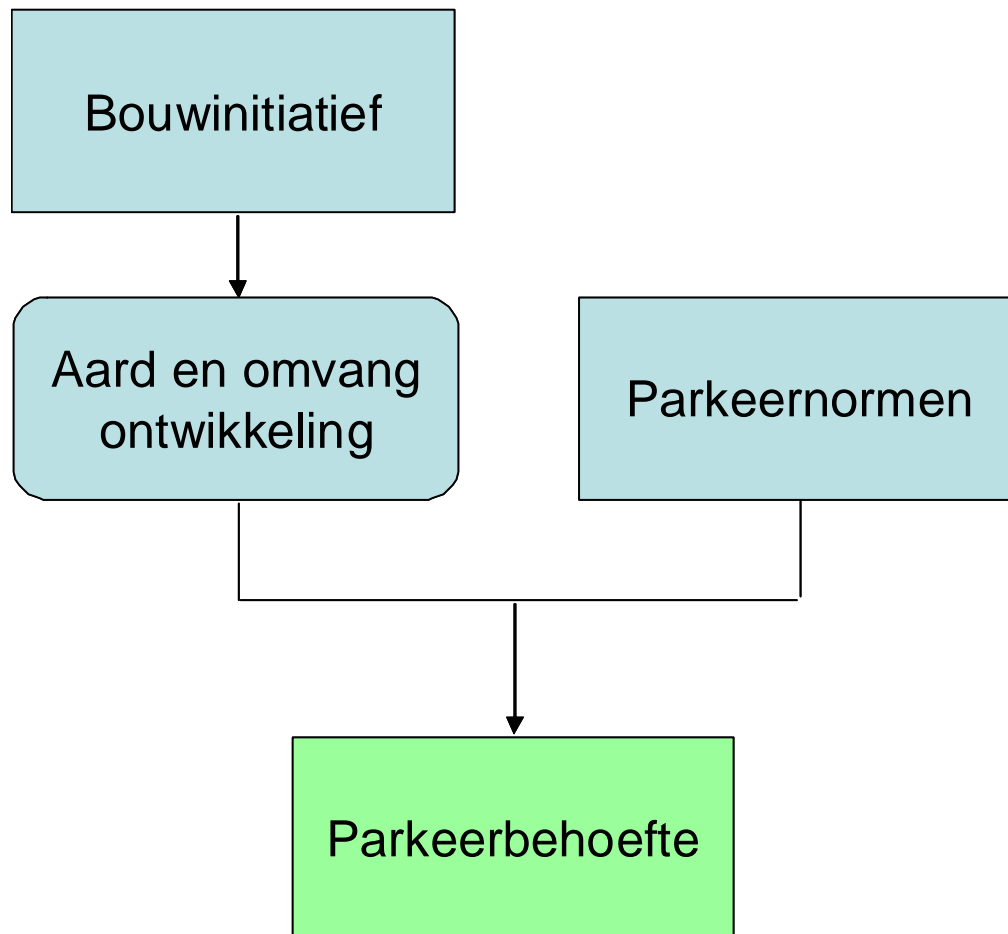 Bouwinitiatief
Aard en omvang
ontwikkeling
Parkeernormen
Parkeerbehoefte